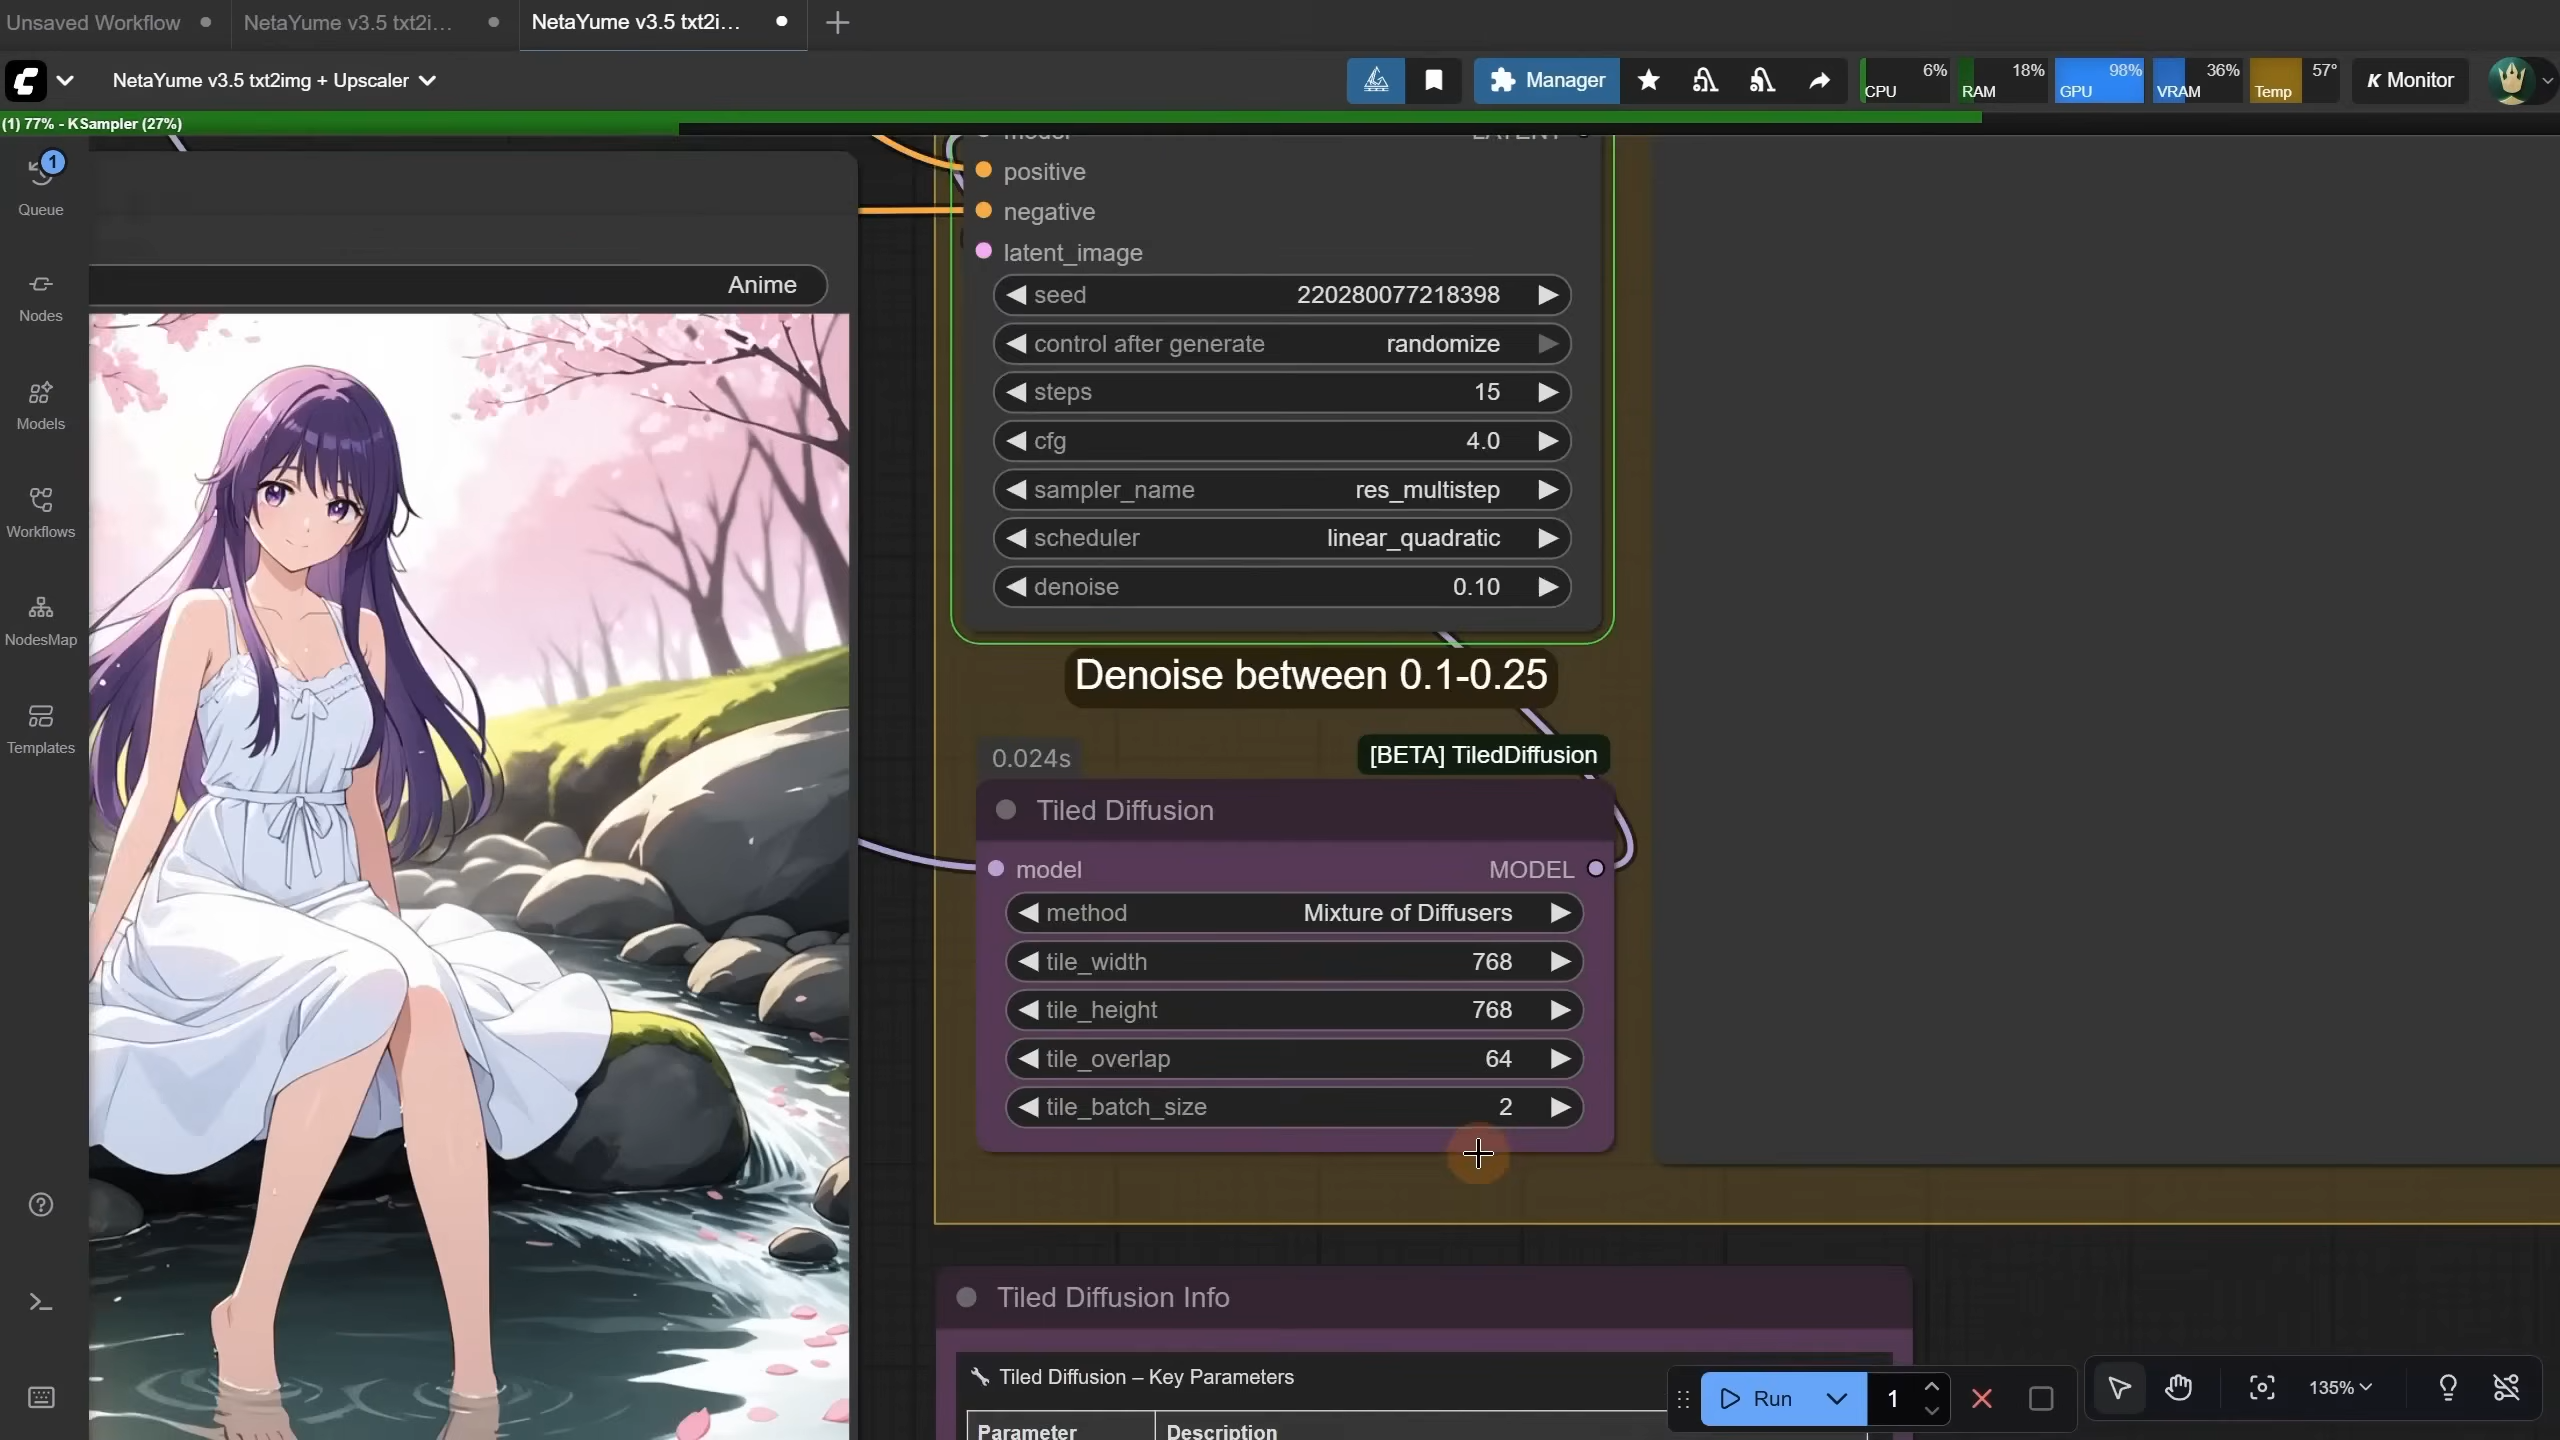 Unsaved Workflow
NetaYume v3.5 txt2i...
NetaYume v3.5 txt2i...
NetaYume v3.5 txt2img + Upscaler
Manager
6%
CPU
18%
RAM
98%
GPU
36%
VRAM
57°
Temp
K Monitor
(1) 77% - KSampler (27%)
1
Queue
Nodes
Models
Workflows
NodesMap
Templates
Anime
model
LATENT
positive
negative
latent_image
seed 220280077218398
control after generate randomize
steps 15
cfg 4.0
sampler_name res_multistep
scheduler linear_quadratic
denoise 0.10
Denoise between 0.1-0.25
0.024s
[BETA] TiledDiffusion
Tiled Diffusion
model MODEL
method Mixture of Diffusers
tile_width 768
tile_height 768
tile_overlap 64
tile_batch_size 2
Tiled Diffusion Info
Tiled Diffusion – Key Parameters
Parameter Description
Run
1
135%